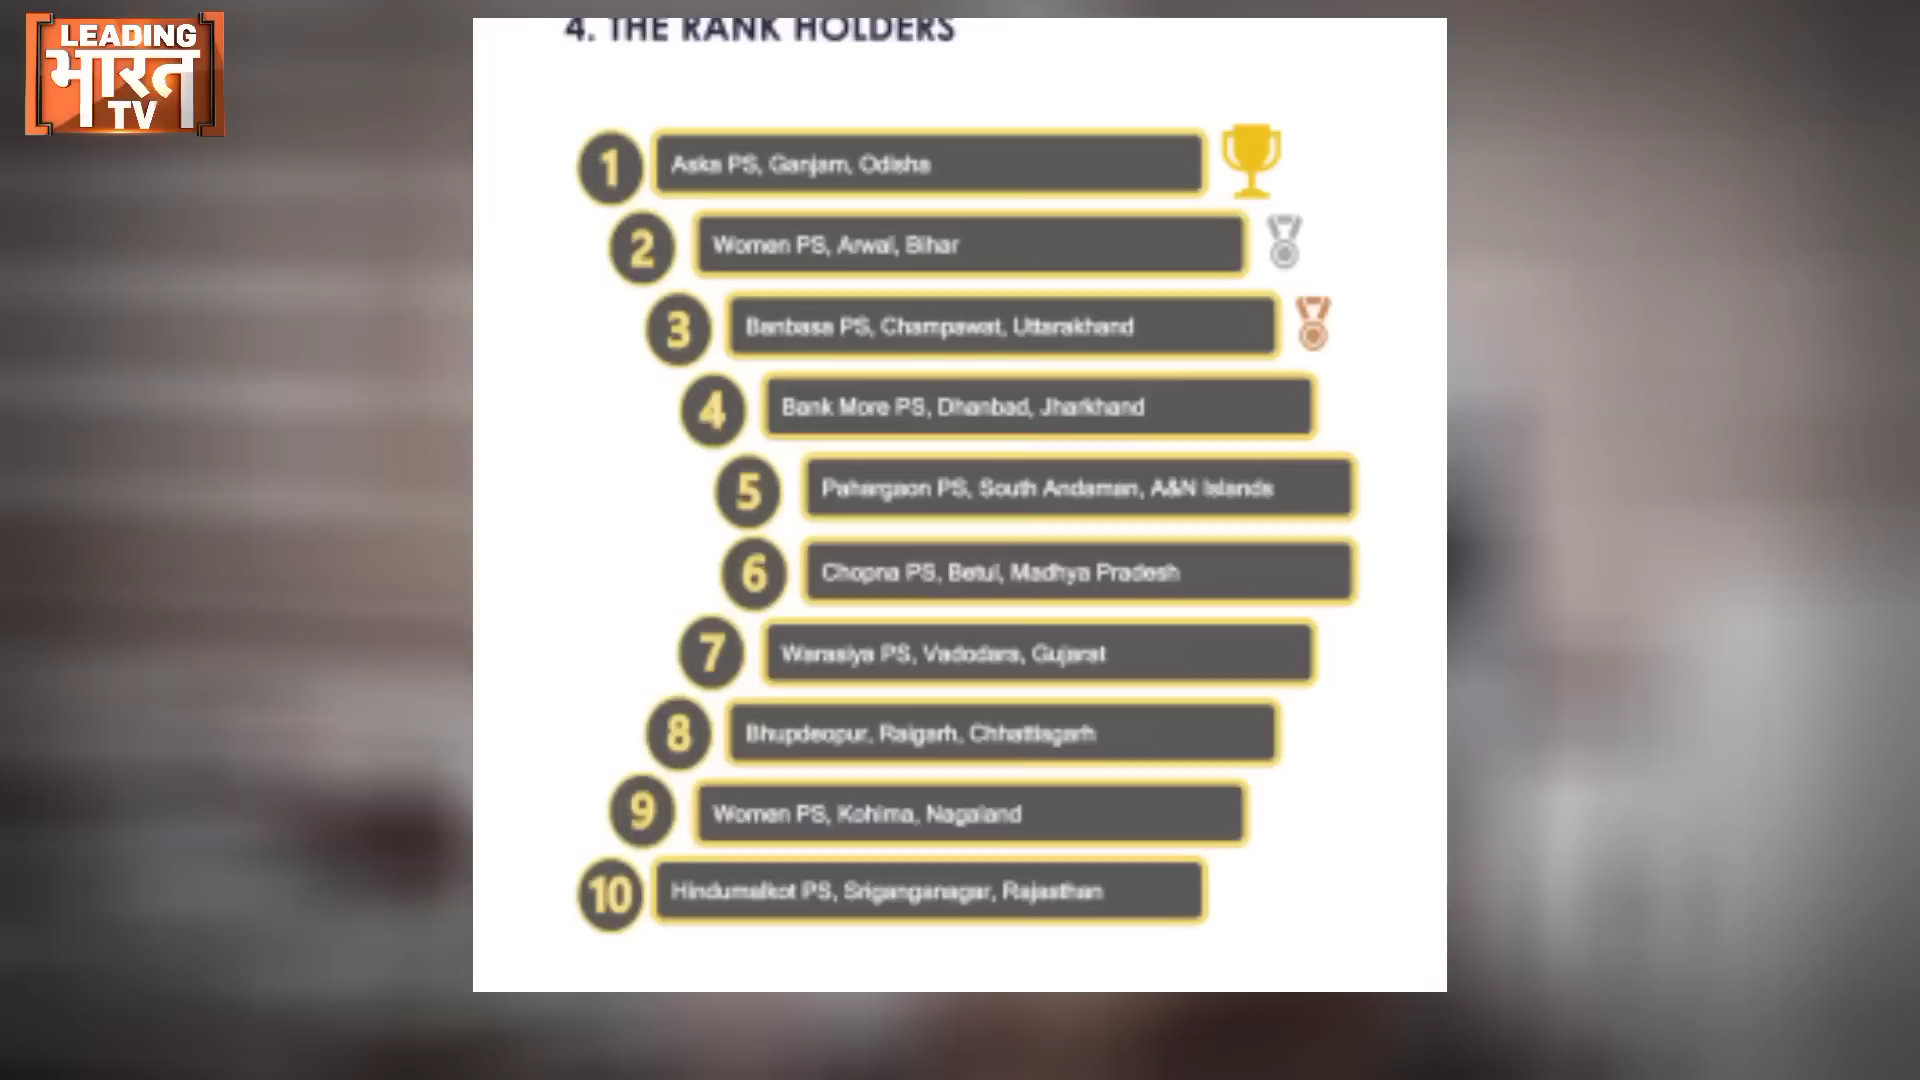 LEADING
भारत
TV
4. THE RANK HOLDERS
1 Aska PS, Ganjam, Odisha
2 Women PS, Arwal, Bihar
3 Banbasa PS, Champawat, Uttarakhand
4 Bank More PS, Dhanbad, Jharkhand
5 Pahargaon PS, South Andaman, A&N Islands
6 Chopna PS, Betul, Madhya Pradesh
7 Warasiya PS, Vadodara, Gujarat
8 Bhupdeopur, Raigarh, Chhattisgarh
9 Women PS, Kohima, Nagaland
10 Hindumalkot PS, Sriganganagar, Rajasthan